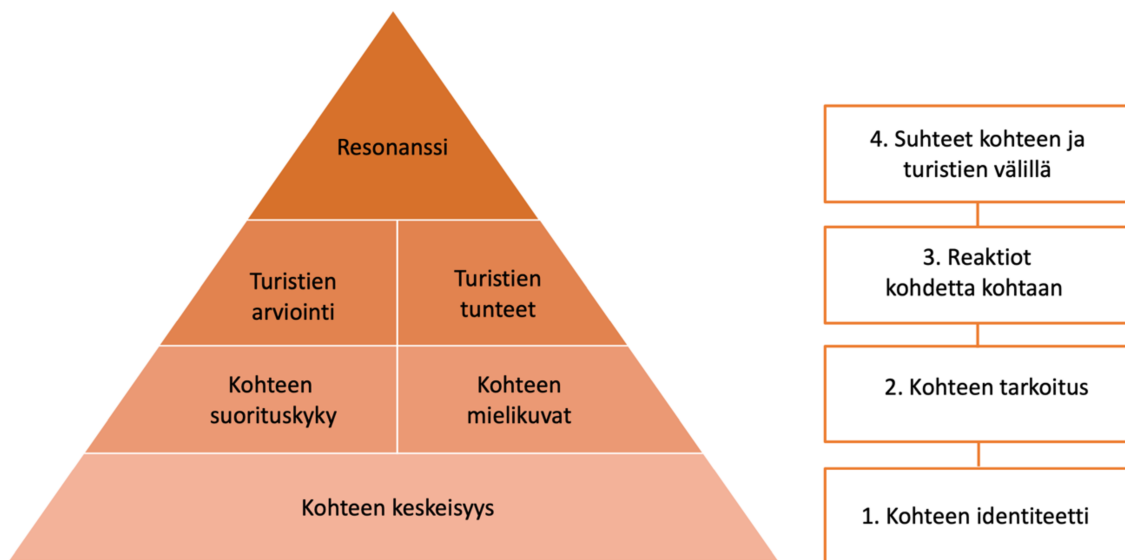 Resonanssi
Turistien
arviointi
Turistien
tunteet
Kohteen
suorituskyky
Kohteen
mielikuvat
Kohteen keskeisyys
4. Suhteet kohteen ja
turistien välillä
3. Reaktiot
kohdetta kohtaan
2. Kohteen tarkoitus
1. Kohteen identiteetti